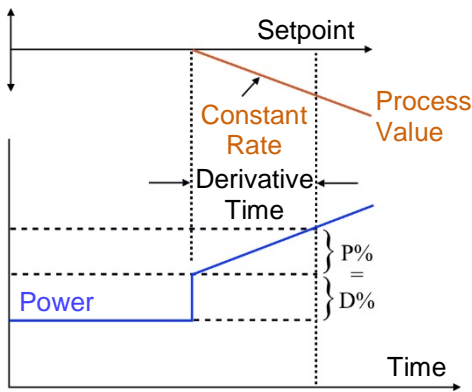 Setpoint
Process
Value
Constant
Rate
Derivative
Time
P%
=
D%
Power
Time